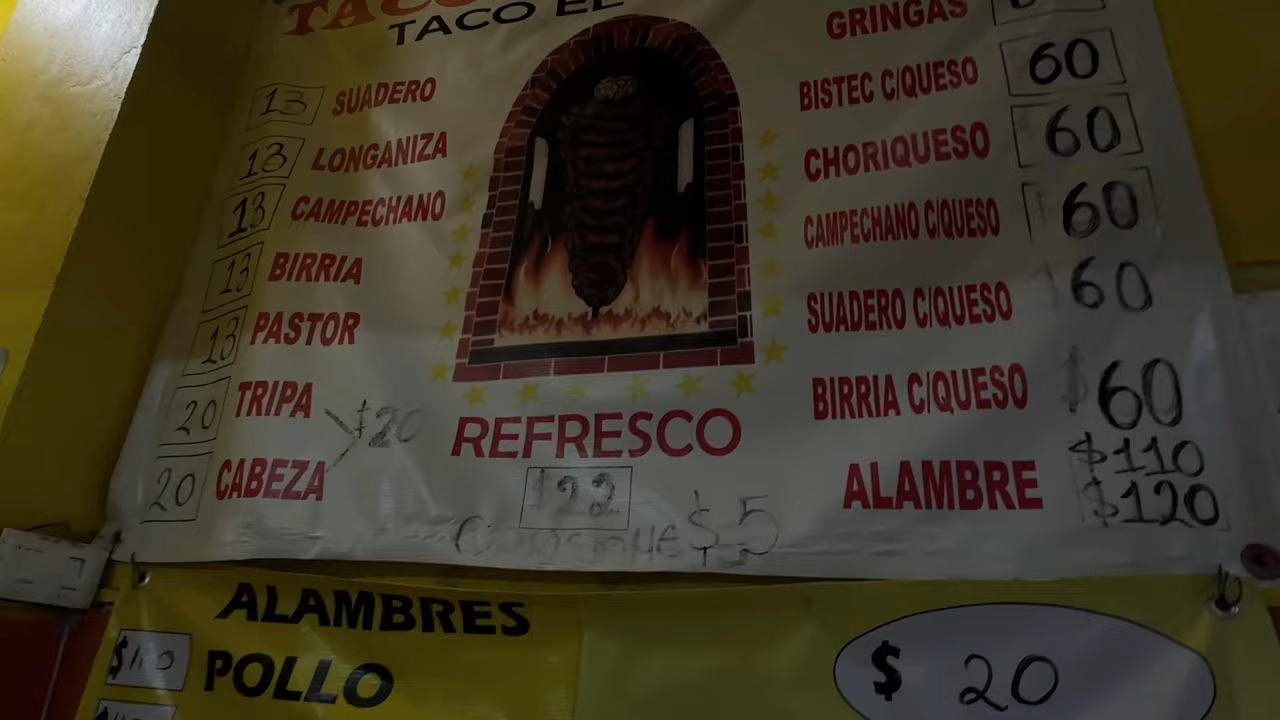 TACO
TACO EL
13 SUADERO
13 LONGANIZA
13 CAMPECHANO
13 BIRRIA
13 PASTOR
20 TRIPA
20 CABEZA
$20
REFRESCO
$22
$5
GRINGAS
BISTEC C/QUESO 60
CHORIQUESO 60
CAMPECHANO C/QUESO 60
SUADERO C/QUESO 60
BIRRIA C/QUESO $60
ALAMBRE $110
$120
ALAMBRES
POLLO
$ 20